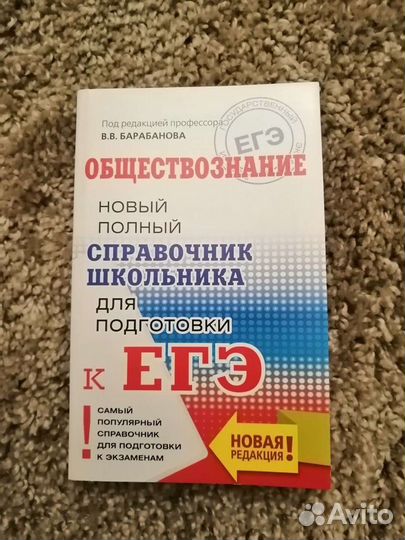 Под редакцией профессора
В.В. БАРАБАНОВА
ГОСУДАРСТВЕННЫЙ
ЕГЭ
ОБЩЕСТВОЗНАНИЕ
НОВЫЙ
ПОЛНЫЙ
СПРАВОЧНИК
ШКОЛЬНИКА
ДЛЯ
ПОДГОТОВКИ
К ЕГЭ
! САМЫЙ
ПОПУЛЯРНЫЙ
СПРАВОЧНИК
ДЛЯ ПОДГОТОВКИ
К ЭКЗАМЕНАМ
НОВАЯ
РЕДАКЦИЯ!
Avito